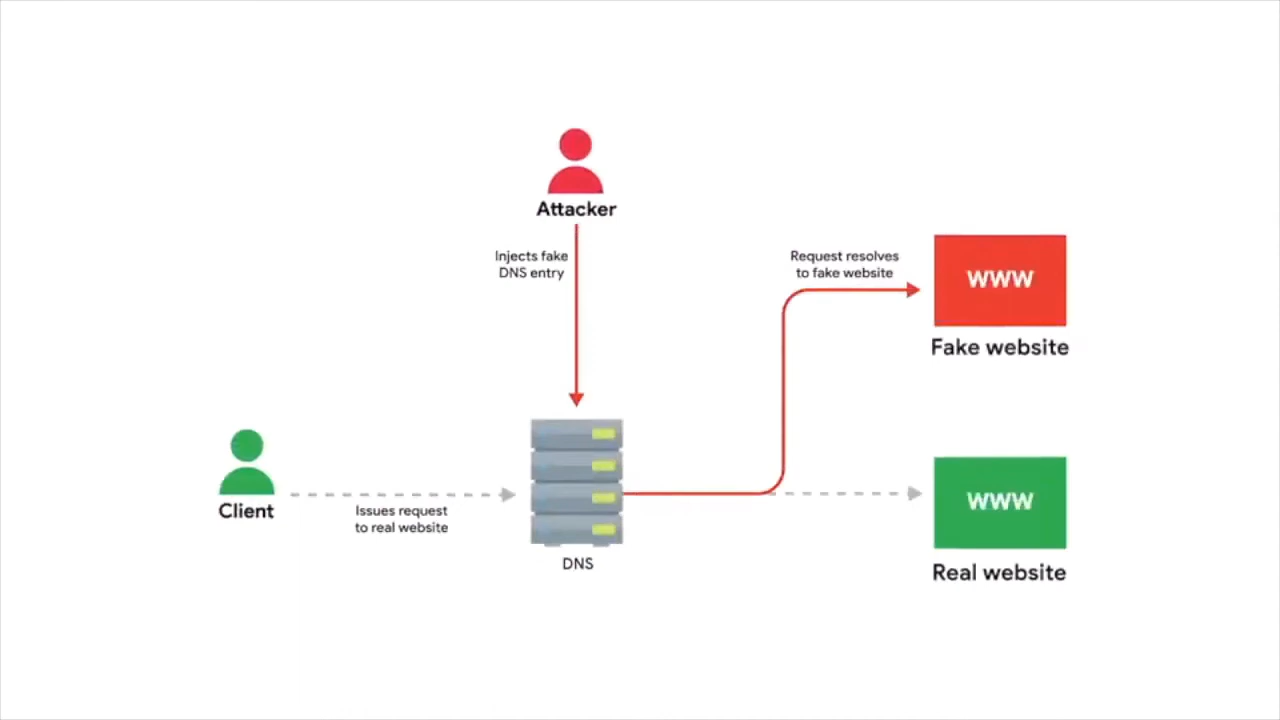 Attacker
Injects fake
DNS entry
Request resolves
to fake website
www
Fake website
Client
Issues request
to real website
DNS
www
Real website